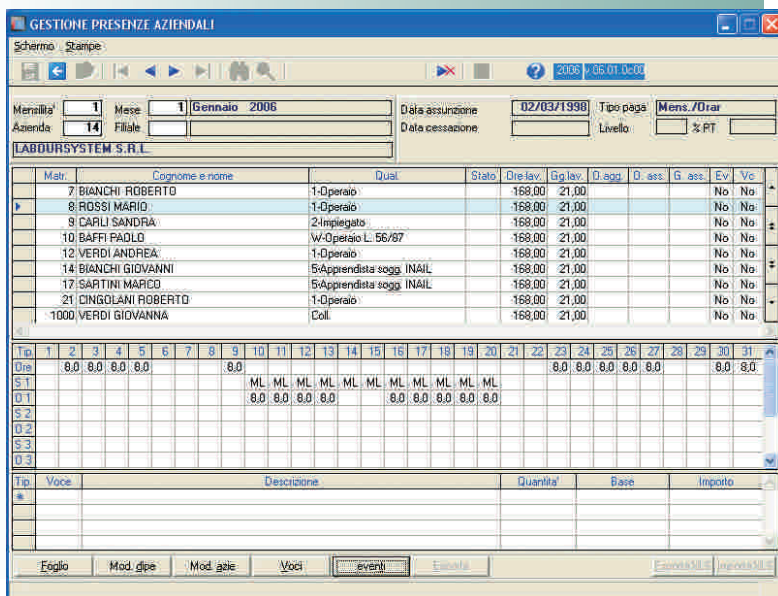 GESTIONE PRESENZE AZIENDALI
Schermo Stampe
2006 v.06.01.0c00
Mensilita' 1 Mese 1 Gennaio 2006 Data assunzione 02/03/1998 Tipo paga Mens./Orar
Azienda 14 Filiale Data cessazione Livello % PT
LABOURSYSTEM S.R.L.
Matr. Cognome e nome Qual. Stato Ore lav. Gg lav. O. agg. O. ass. G. ass. Ev Vc
7 BIANCHI ROBERTO 1-Operaio 168,00 21,00 No No
8 ROSSI MARIO 1-Operaio 168,00 21,00 No No
9 CARLI SANDRA 2-Impiegato 168,00 21,00 No No
10 BAFFI PAOLO W-Operaio L. 56/87 168,00 21,00 No No
12 VERDI ANDREA 1-Operaio 168,00 21,00 No No
14 BIANCHI GIOVANNI 5-Apprendista sogg. INAIL 168,00 21,00 No No
17 SARTINI MARCO 5-Apprendista sogg. INAIL 168,00 21,00 No No
21 CINGOLANI ROBERTO 1-Operaio 168,00 21,00 No No
1000 VERDI GIOVANNA Coll. 168,00 21,00 No No
Tip. 1 2 3 4 5 6 7 8 9 10 11 12 13 14 15 16 17 18 19 20 21 22 23 24 25 26 27 28 29 30 31
Ore 8,0 8,0 8,0 8,0 8,0 8,0 8,0 8,0 8,0 8,0 8,0 8,0
S 1 ML ML ML ML ML ML ML ML ML ML ML
O 1 8,0 8,0 8,0 8,0 8,0 8,0 8,0 8,0 8,0
S 2
O 2
S 3
O 3
Tip. Voce Descrizione Quantita' Base Importo
*
Foglio Mod. dipe Mod. azie Voci eventi Esporta EsportaXLS ImportaXLS